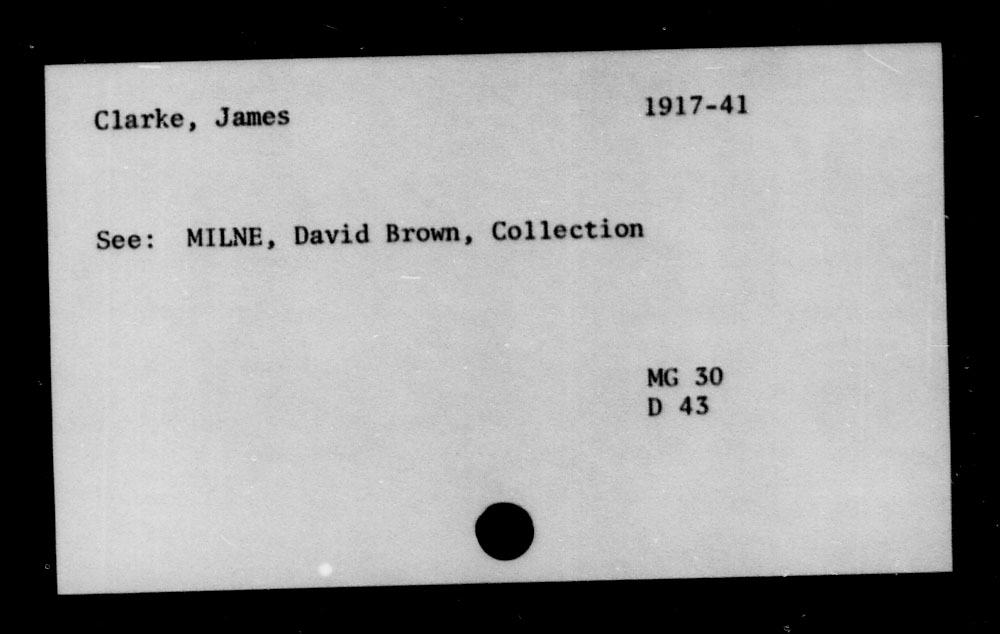 Clarke, James 1917-41
See: MILNE, David Brown, Collection
MG 30
D 43